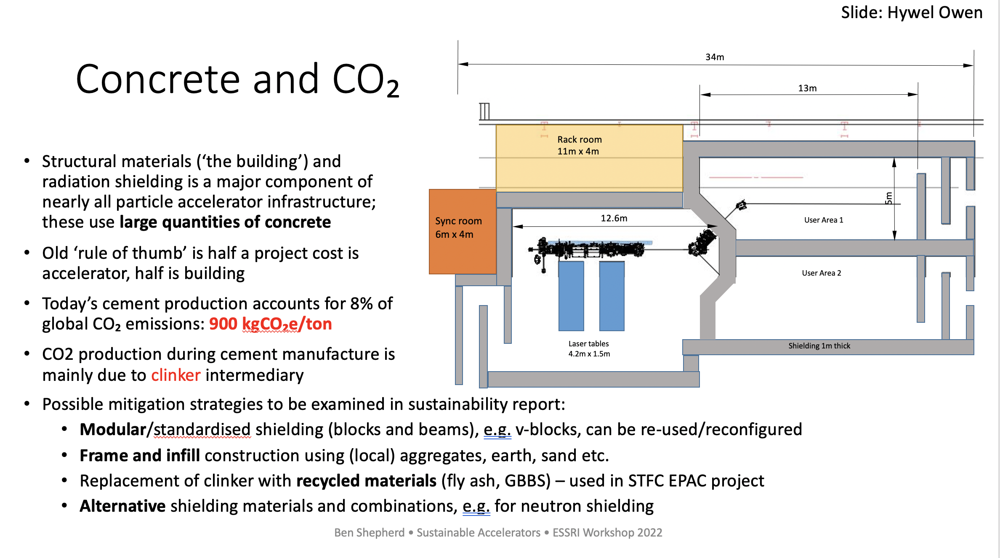 Slide: Hywel Owen
Concrete and CO₂
• Structural materials (‘the building’) and
radiation shielding is a major component of
nearly all particle accelerator infrastructure;
these use large quantities of concrete
• Old ‘rule of thumb’ is half a project cost is
accelerator, half is building
• Today’s cement production accounts for 8% of
global CO₂ emissions: 900 kgCO₂e/ton
• CO2 production during cement manufacture is
mainly due to clinker intermediary
• Possible mitigation strategies to be examined in sustainability report:
• Modular/standardised shielding (blocks and beams), e.g. v-blocks, can be re-used/reconfigured
• Frame and infill construction using (local) aggregates, earth, sand etc.
• Replacement of clinker with recycled materials (fly ash, GBBS) – used in STFC EPAC project
• Alternative shielding materials and combinations, e.g. for neutron shielding
34m
13m
Rack room
11m x 4m
5m
Sync room
6m x 4m
12.6m
User Area 1
User Area 2
Laser tables
4.2m x 1.5m
Shielding 1m thick
Ben Shepherd • Sustainable Accelerators • ESSRI Workshop 2022